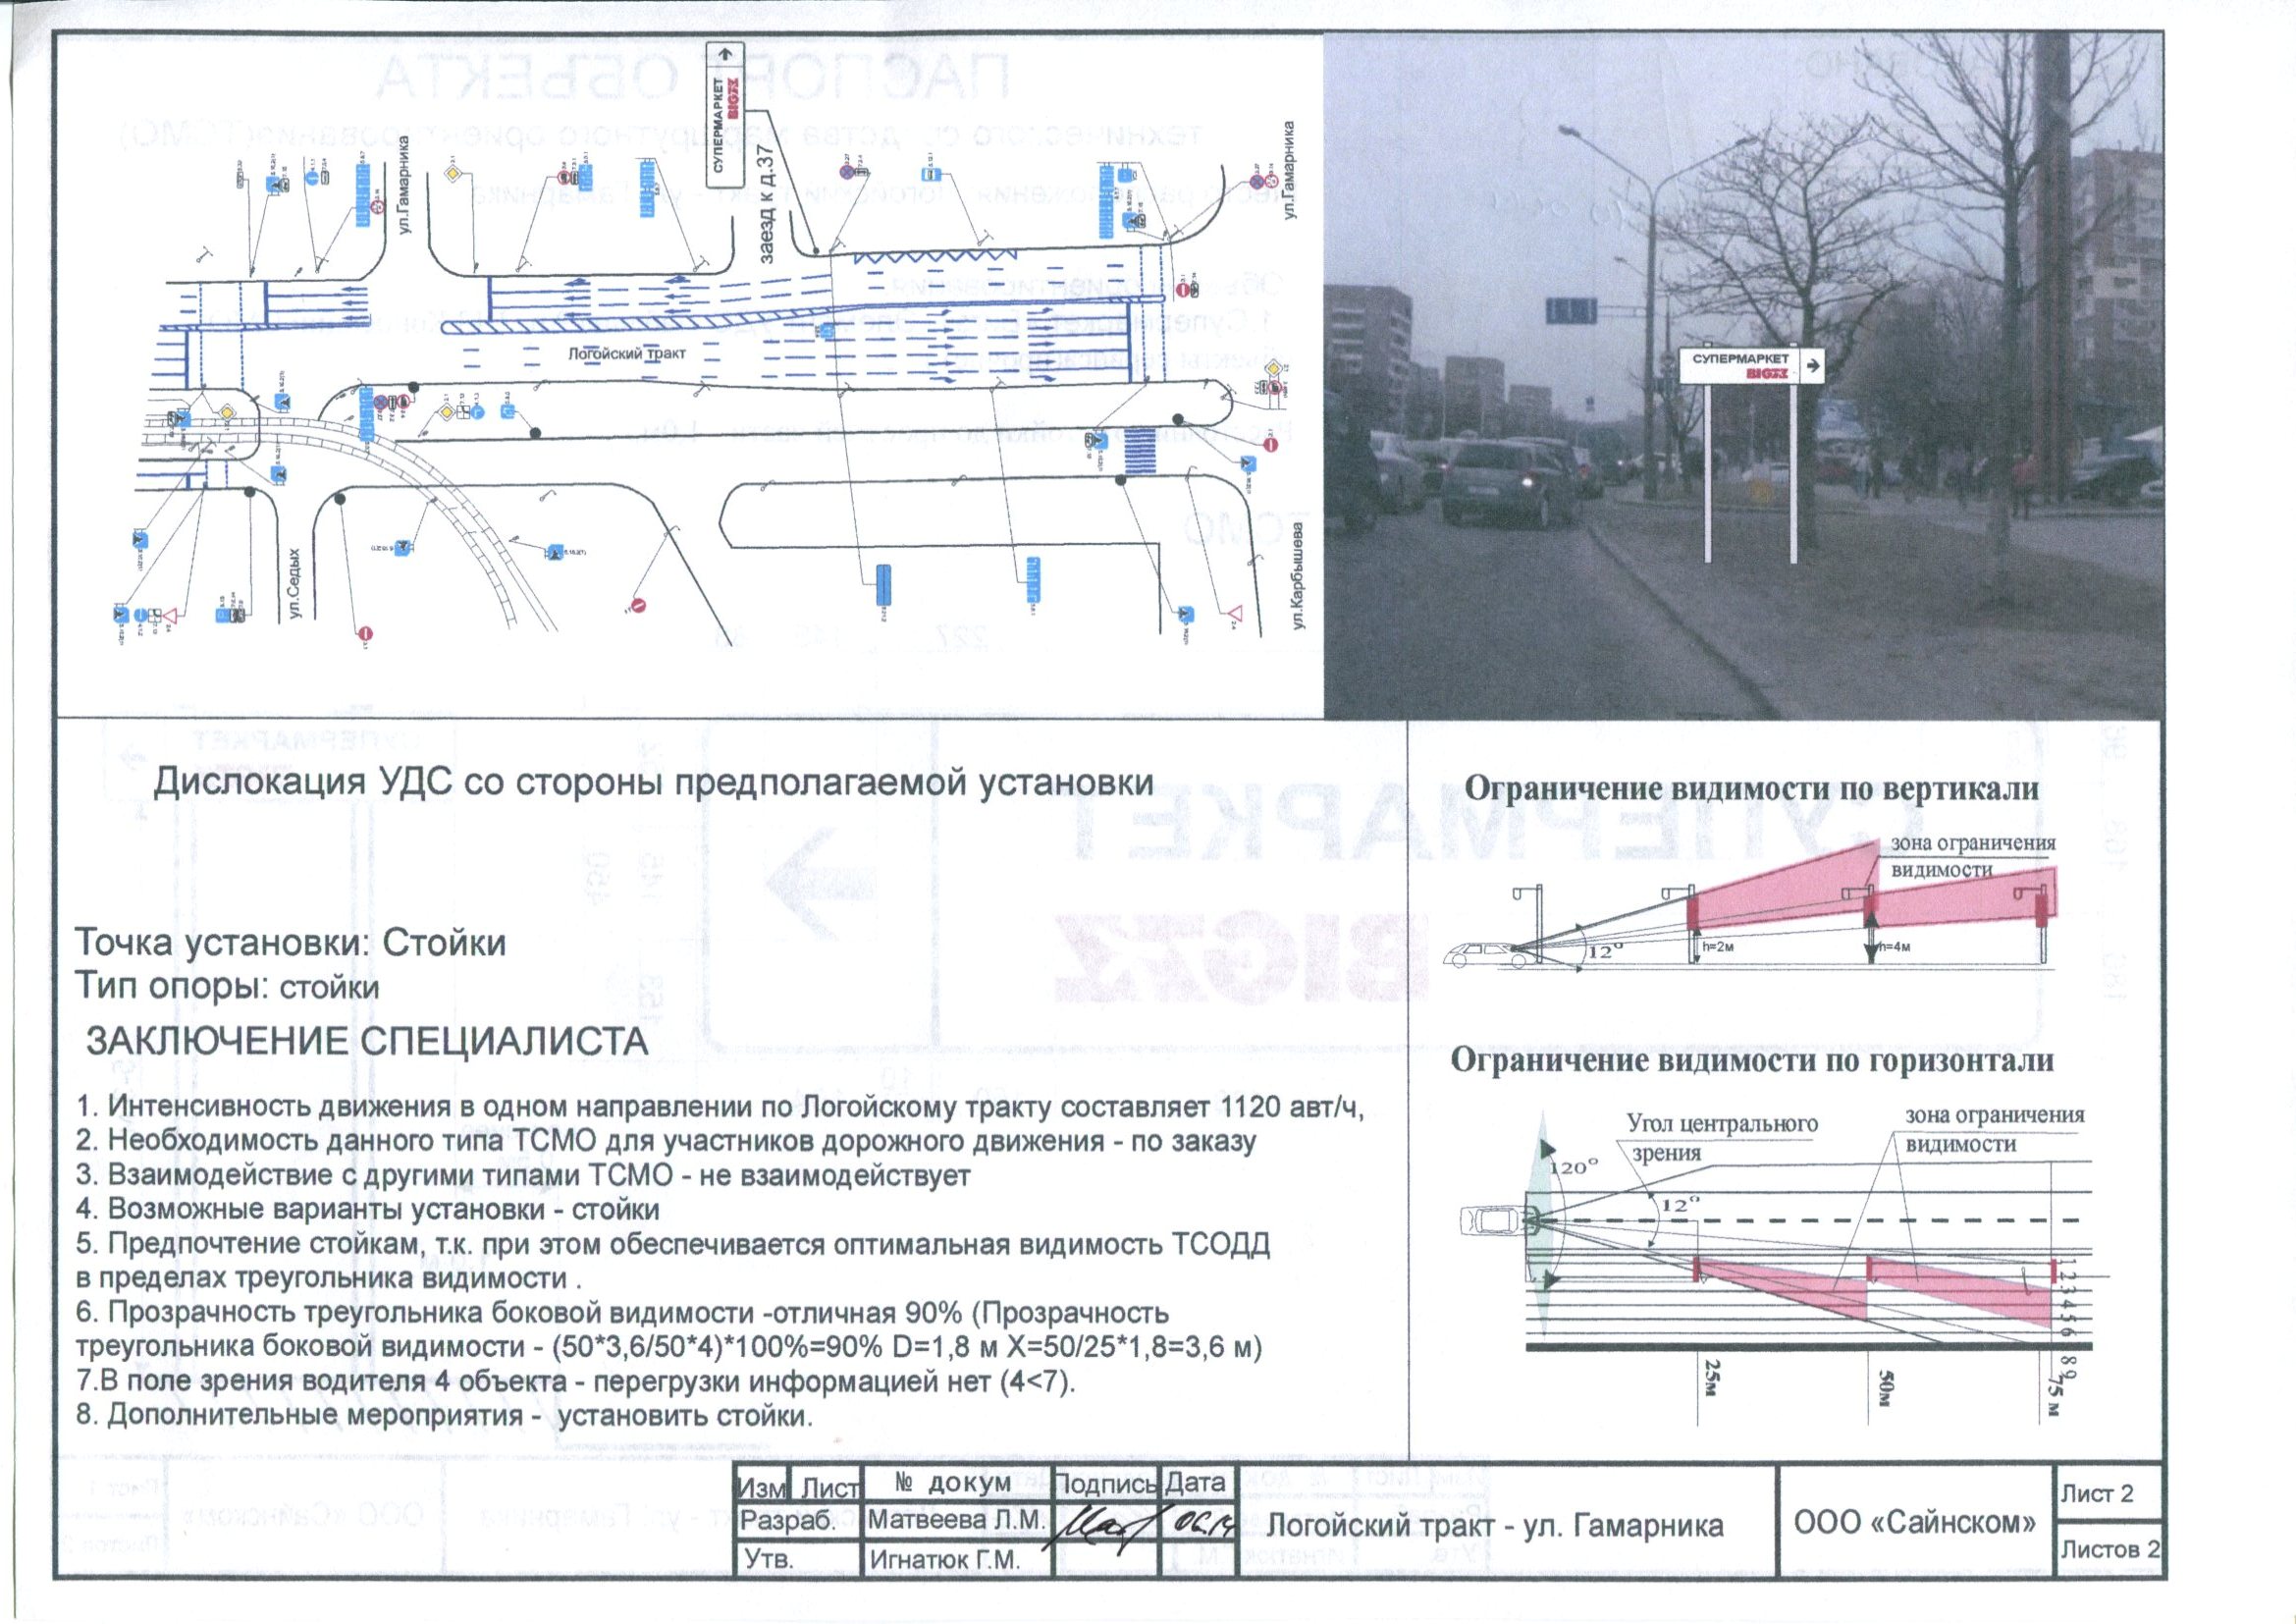 СУПЕРМАРКЕТ
BIGZZ
ул.Гамарника
заезд к д.37
ул.Гамарника
Логойский тракт
ул.Седых
ул.Карбышева
СУПЕРМАРКЕТ
BIGZZ
Дислокация УДС со стороны предполагаемой установки
Точка установки: Стойки
Тип опоры: стойки
ЗАКЛЮЧЕНИЕ СПЕЦИАЛИСТА
1. Интенсивность движения в одном направлении по Логойскому тракту составляет 1120 авт/ч,
2. Необходимость данного типа ТСМО для участников дорожного движения - по заказу
3. Взаимодействие с другими типами ТСМО - не взаимодействует
4. Возможные варианты установки - стойки
5. Предпочтение стойкам, т.к. при этом обеспечивается оптимальная видимость ТСОДД
в пределах треугольника видимости .
6. Прозрачность треугольника боковой видимости -отличная 90% (Прозрачность
треугольника боковой видимости - (50*3,6/50*4)*100%=90% D=1,8 м X=50/25*1,8=3,6 м)
7.В поле зрения водителя 4 объекта - перегрузки информацией нет (4<7).
8. Дополнительные мероприятия - установить стойки.
Ограничение видимости по вертикали
зона ограничения
видимости
12°
h=2м
h=4м
Ограничение видимости по горизонтали
Угол центрального
зрения
зона ограничения
видимости
120°
12°
1 2 3 4 5 6 8 9
25м
50м
75 м
Изм Лист № докум Подпись Дата
Разраб. Матвеева Л.М. 06.14
Утв. Игнатюк Г.М.
Логойский тракт - ул. Гамарника
ООО «Сайнском»
Лист 2
Листов 2